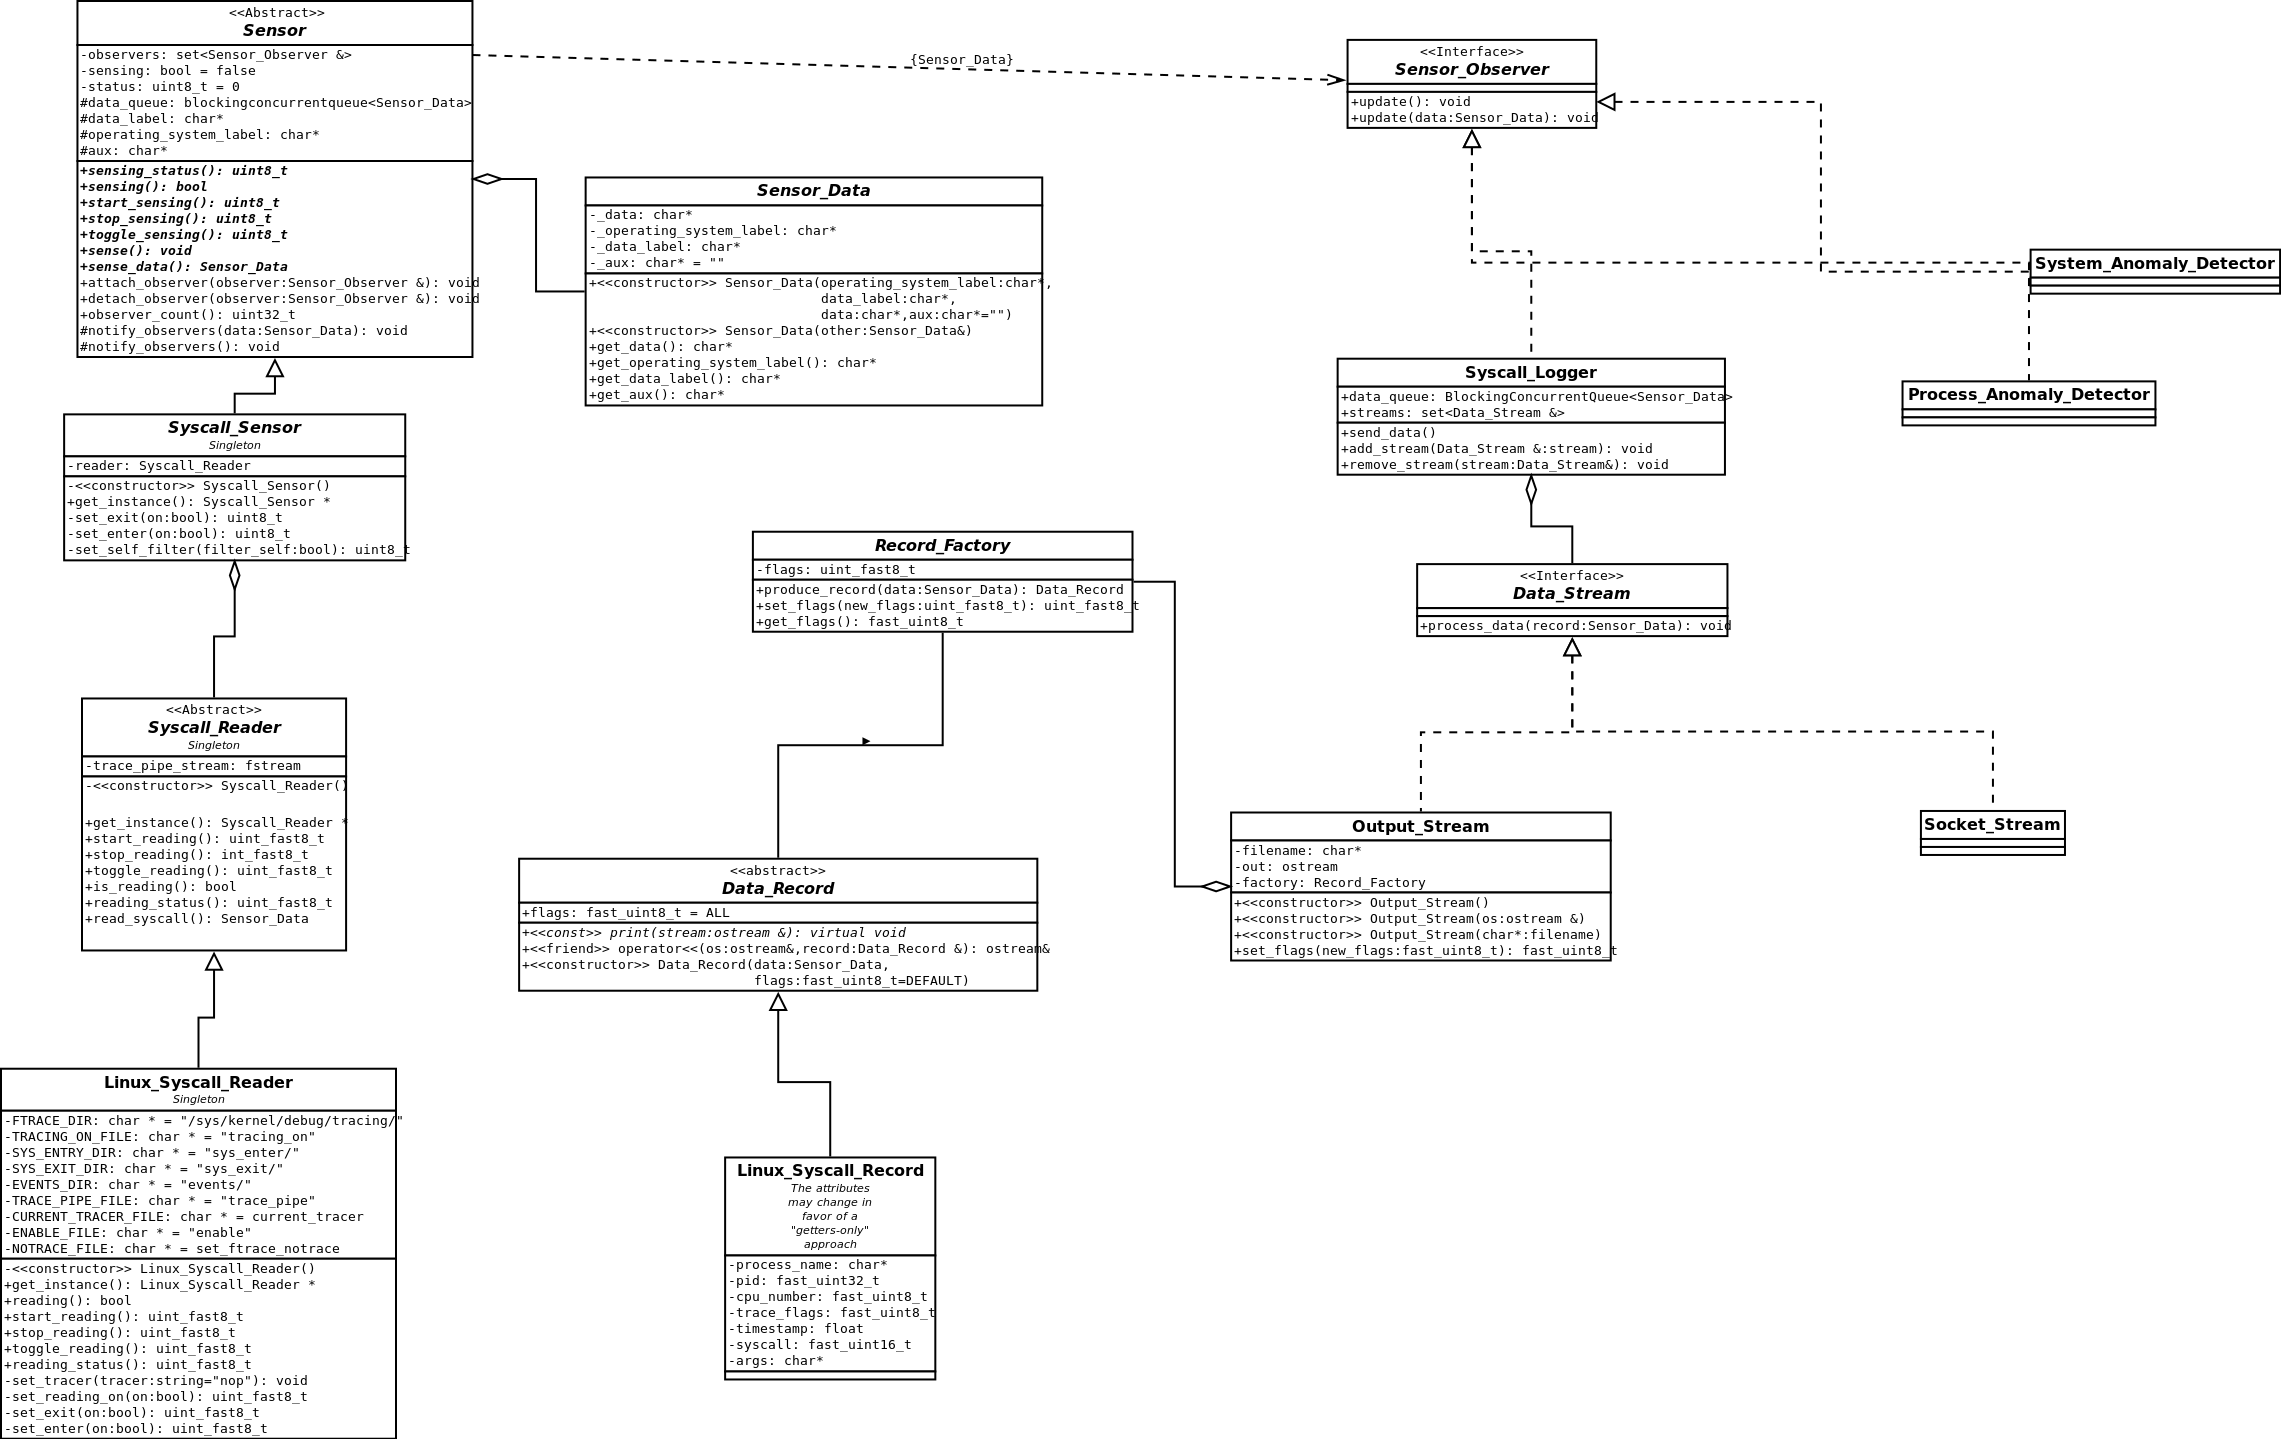 <<Abstract>>
Sensor
-observers: set<Sensor_Observer &>
-sensing: bool = false
-status: uint8_t = 0
#data_queue: blockingconcurrentqueue<Sensor_Data>
#data_label: char*
#operating_system_label: char*
#aux: char*
+sensing_status(): uint8_t
+sensing(): bool
+start_sensing(): uint8_t
+stop_sensing(): uint8_t
+toggle_sensing(): uint8_t
+sense(): void
+sense_data(): Sensor_Data
+attach_observer(observer:Sensor_Observer &): void
+detach_observer(observer:Sensor_Observer &): void
+observer_count(): uint32_t
#notify_observers(data:Sensor_Data): void
#notify_observers(): void
{Sensor_Data}
<<Interface>>
Sensor_Observer
+update(): void
+update(data:Sensor_Data): void
Sensor_Data
-_data: char*
-_operating_system_label: char*
-_data_label: char*
-_aux: char* = ""
+<<constructor>> Sensor_Data(operating_system_label:char*,
data_label:char*,
data:char*,aux:char*="")
+<<constructor>> Sensor_Data(other:Sensor_Data&)
+get_data(): char*
+get_operating_system_label(): char*
+get_data_label(): char*
+get_aux(): char*
System_Anomaly_Detector
Process_Anomaly_Detector
Syscall_Logger
+data_queue: BlockingConcurrentQueue<Sensor_Data>
+streams: set<Data_Stream &>
+send_data()
+add_stream(Data_Stream &:stream): void
+remove_stream(stream:Data_Stream&): void
Syscall_Sensor
Singleton
-reader: Syscall_Reader
-<<constructor>> Syscall_Sensor()
+get_instance(): Syscall_Sensor *
-set_exit(on:bool): uint8_t
-set_enter(on:bool): uint8_t
-set_self_filter(filter_self:bool): uint8_t
Record_Factory
-flags: uint_fast8_t
+produce_record(data:Sensor_Data): Data_Record
+set_flags(new_flags:uint_fast8_t): uint_fast8_t
+get_flags(): fast_uint8_t
<<Interface>>
Data_Stream
+process_data(record:Sensor_Data): void
<<Abstract>>
Syscall_Reader
Singleton
-trace_pipe_stream: fstream
-<<constructor>> Syscall_Reader()
+get_instance(): Syscall_Reader *
+start_reading(): uint_fast8_t
+stop_reading(): int_fast8_t
+toggle_reading(): uint_fast8_t
+is_reading(): bool
+reading_status(): uint_fast8_t
+read_syscall(): Sensor_Data
Output_Stream
-filename: char*
-out: ostream
-factory: Record_Factory
+<<constructor>> Output_Stream()
+<<constructor>> Output_Stream(os:ostream &)
+<<constructor>> Output_Stream(char*:filename)
+set_flags(new_flags:fast_uint8_t): fast_uint8_t
Socket_Stream
<<abstract>>
Data_Record
+flags: fast_uint8_t = ALL
+<<const>> print(stream:ostream &): virtual void
+<<friend>> operator<<(os:ostream&,record:Data_Record &): ostream&
+<<constructor>> Data_Record(data:Sensor_Data,
flags:fast_uint8_t=DEFAULT)
Linux_Syscall_Reader
Singleton
-FTRACE_DIR: char * = "/sys/kernel/debug/tracing/"
-TRACING_ON_FILE: char * = "tracing_on"
-SYS_ENTRY_DIR: char * = "sys_enter/"
-SYS_EXIT_DIR: char * = "sys_exit/"
-EVENTS_DIR: char * = "events/"
-TRACE_PIPE_FILE: char * = "trace_pipe"
-CURRENT_TRACER_FILE: char * = current_tracer
-ENABLE_FILE: char * = "enable"
-NOTRACE_FILE: char * = set_ftrace_notrace
-<<constructor>> Linux_Syscall_Reader()
+get_instance(): Linux_Syscall_Reader *
+reading(): bool
+start_reading(): uint_fast8_t
+stop_reading(): uint_fast8_t
+toggle_reading(): uint_fast8_t
+reading_status(): uint_fast8_t
-set_tracer(tracer:string="nop"): void
-set_reading_on(on:bool): uint_fast8_t
-set_exit(on:bool): uint_fast8_t
-set_enter(on:bool): uint_fast8_t
Linux_Syscall_Record
The attributes
may change in
favor of a
"getters-only"
approach
-process_name: char*
-pid: fast_uint32_t
-cpu_number: fast_uint8_t
-trace_flags: fast_uint8_t
-timestamp: float
-syscall: fast_uint16_t
-args: char*